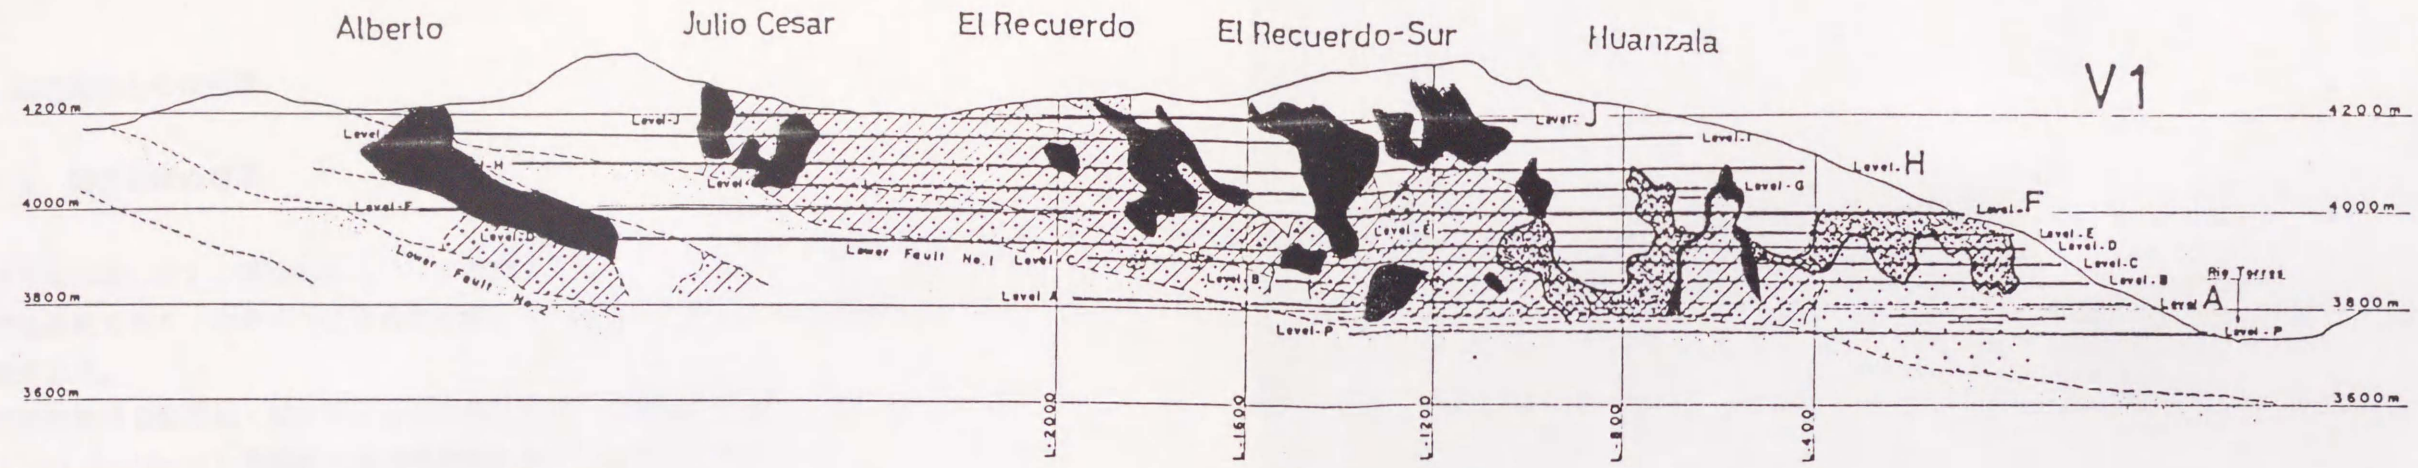 Alberto Julio Cesar El Recuerdo El Recuerdo-Sur Huanzala
V1
4200m 4200m
Level-J Level-J
Level Level-I
-H Level-H
Level- Level-G
Level-F Level-F
4000m 4000m
Level-D Level-E Level-E
Level-D
Lower Fault No.1 Level-C Level-C
Lower Fault No-2 Level-B Level-B
Rio Torres
Level A Level A
3800m 3800m
Level-P Level-P
3600m 3600m
L-2000 L-1600 L-1200 L-800 L-400